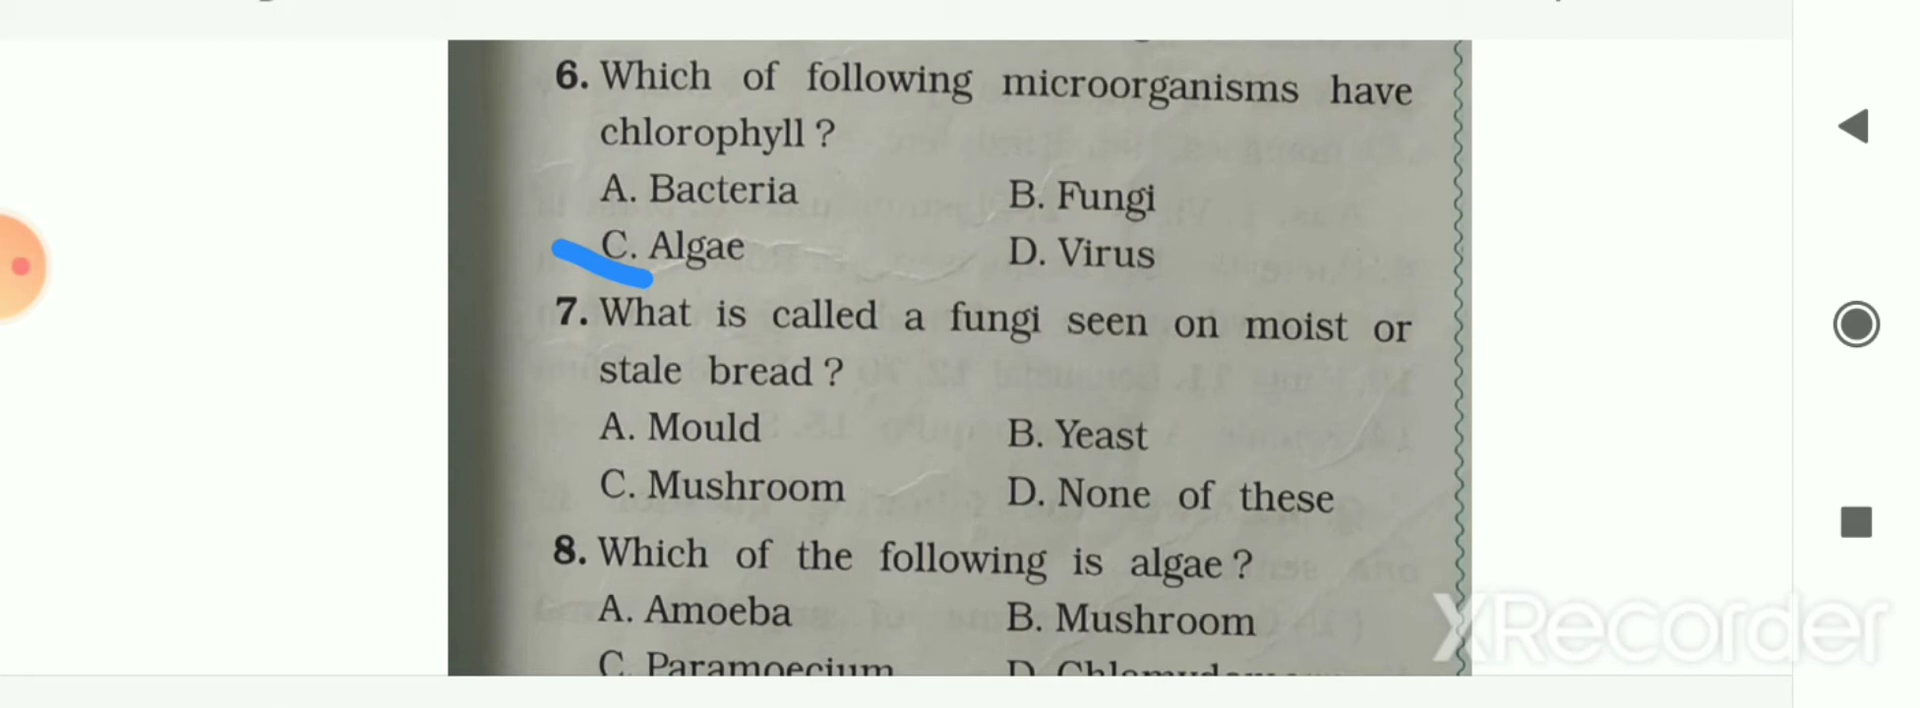 6. Which of following microorganisms have
chlorophyll ?
A. Bacteria B. Fungi
C. Algae D. Virus
7. What is called a fungi seen on moist or
stale bread ?
A. Mould B. Yeast
C. Mushroom D. None of these
8. Which of the following is algae ?
A. Amoeba B. Mushroom
C. Paramoecium D.
XRecorder